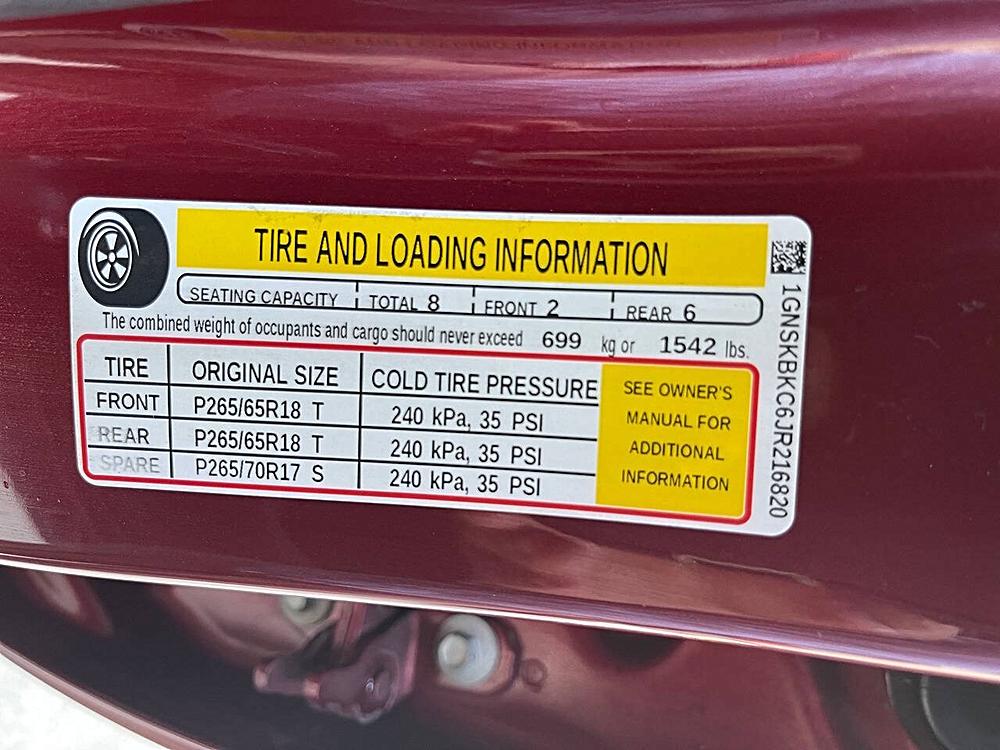 TIRE AND LOADING INFORMATION
SEATING CAPACITY TOTAL 8 FRONT 2 REAR 6
The combined weight of occupants and cargo should never exceed 699 kg or 1542 lbs.
TIRE ORIGINAL SIZE COLD TIRE PRESSURE
FRONT P265/65R18 T 240 kPa, 35 PSI
REAR P265/65R18 T 240 kPa, 35 PSI
SPARE P265/70R17 S 240 kPa, 35 PSI
SEE OWNER'S
MANUAL FOR
ADDITIONAL
INFORMATION
1GNSKBKC6JR216820